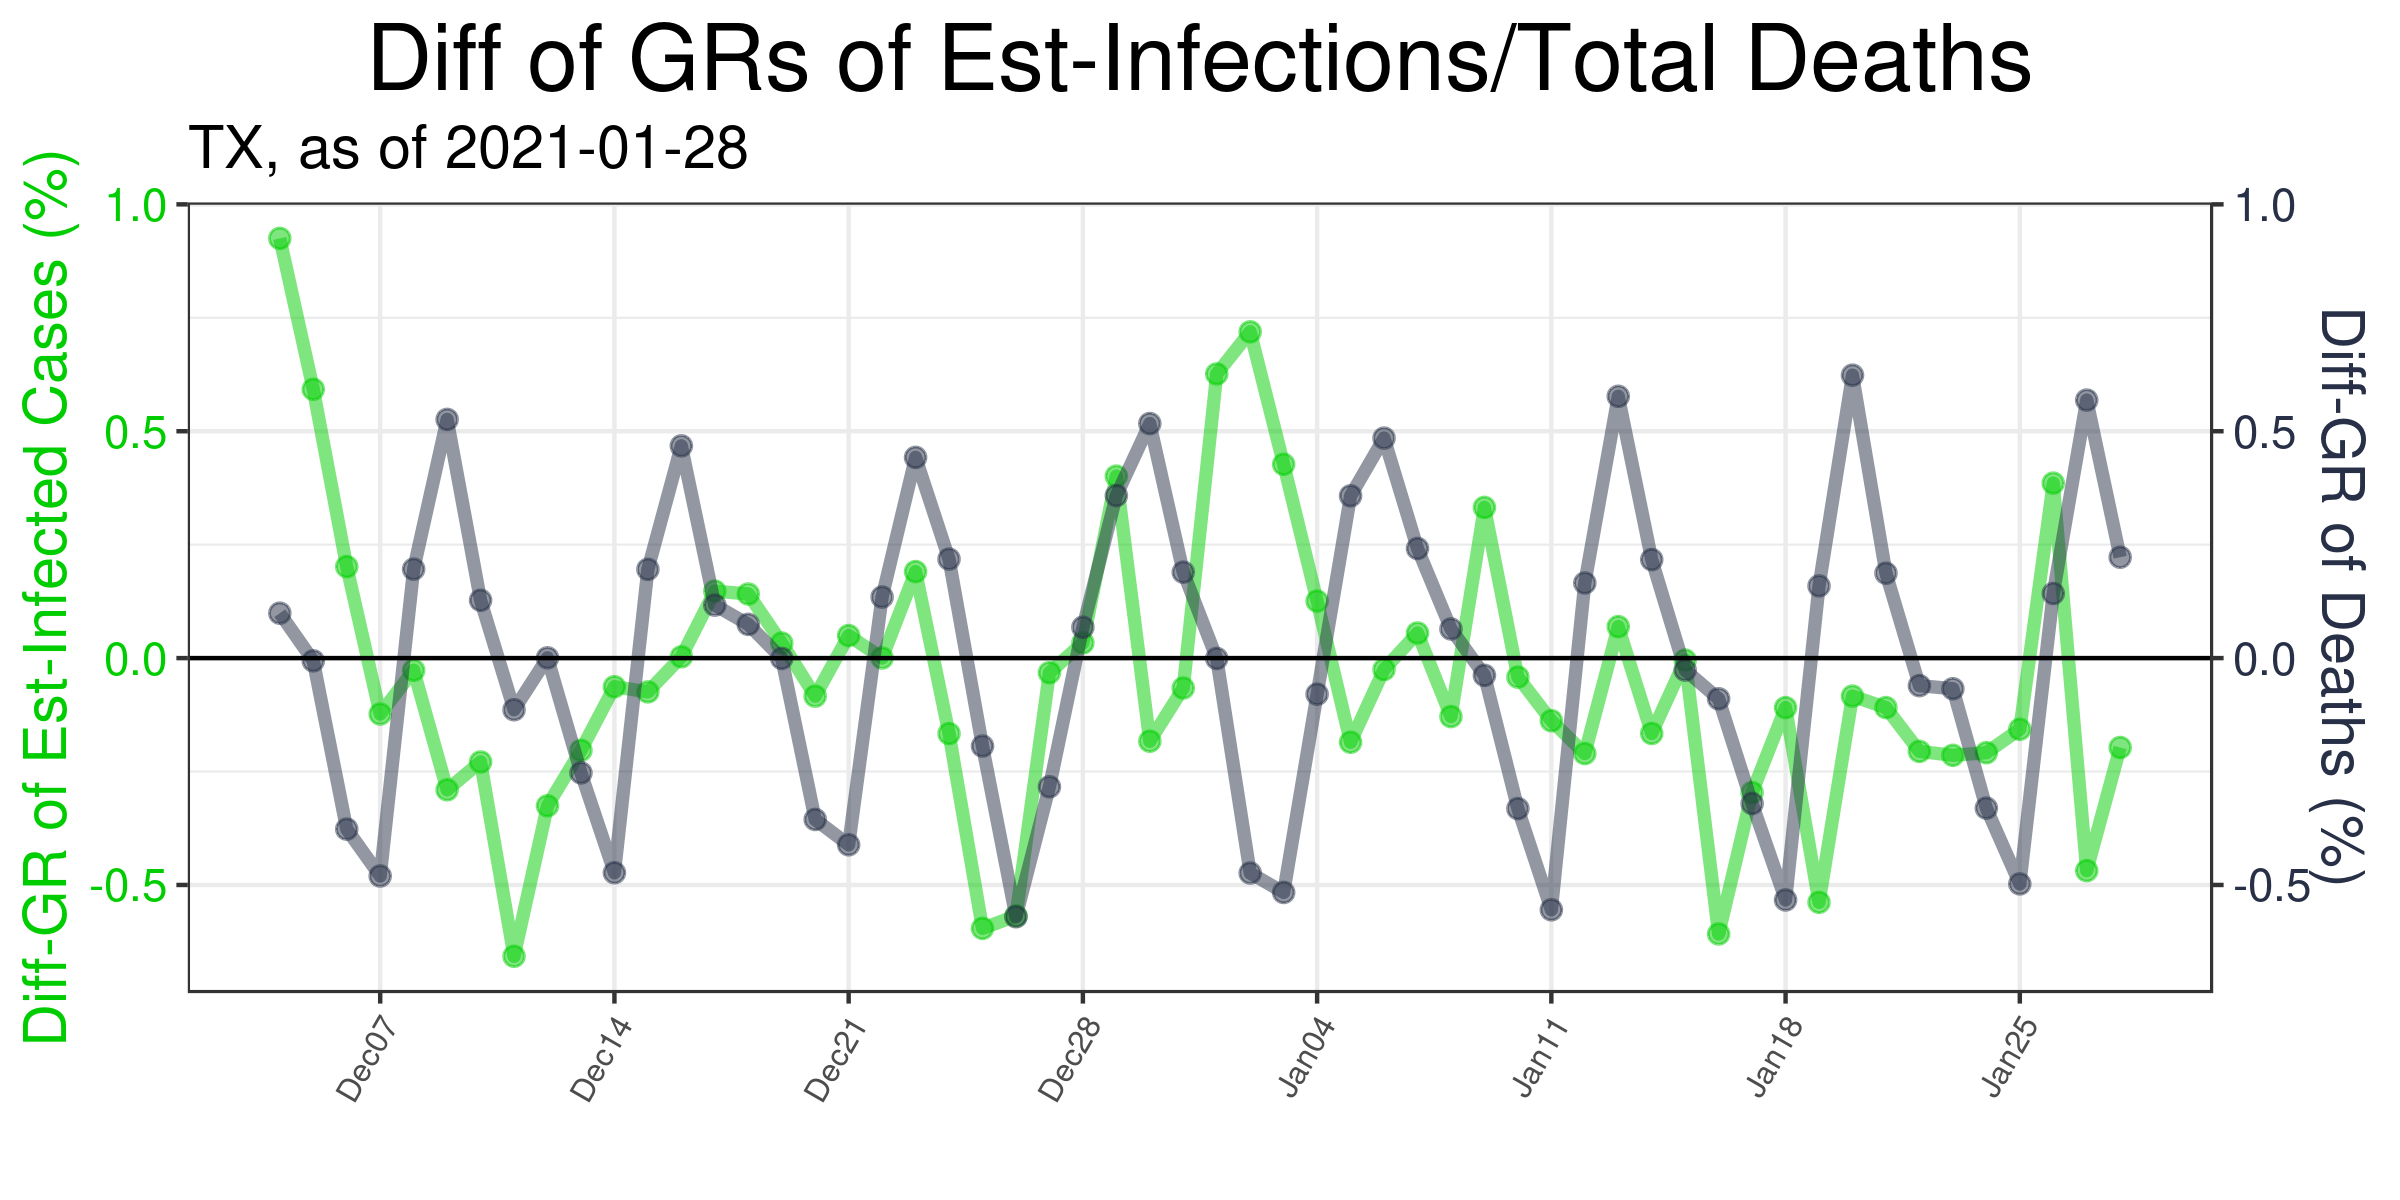 Diff of GRs of Est-Infections/Total Deaths
TX, as of 2021-01-28
Diff-GR of Est-Infected Cases (%)
1.0
0.5
0.0
-0.5
1.0
0.5
0.0
-0.5
Diff-GR of Deaths (%)
Dec07
Dec14
Dec21
Dec28
Jan04
Jan11
Jan18
Jan25